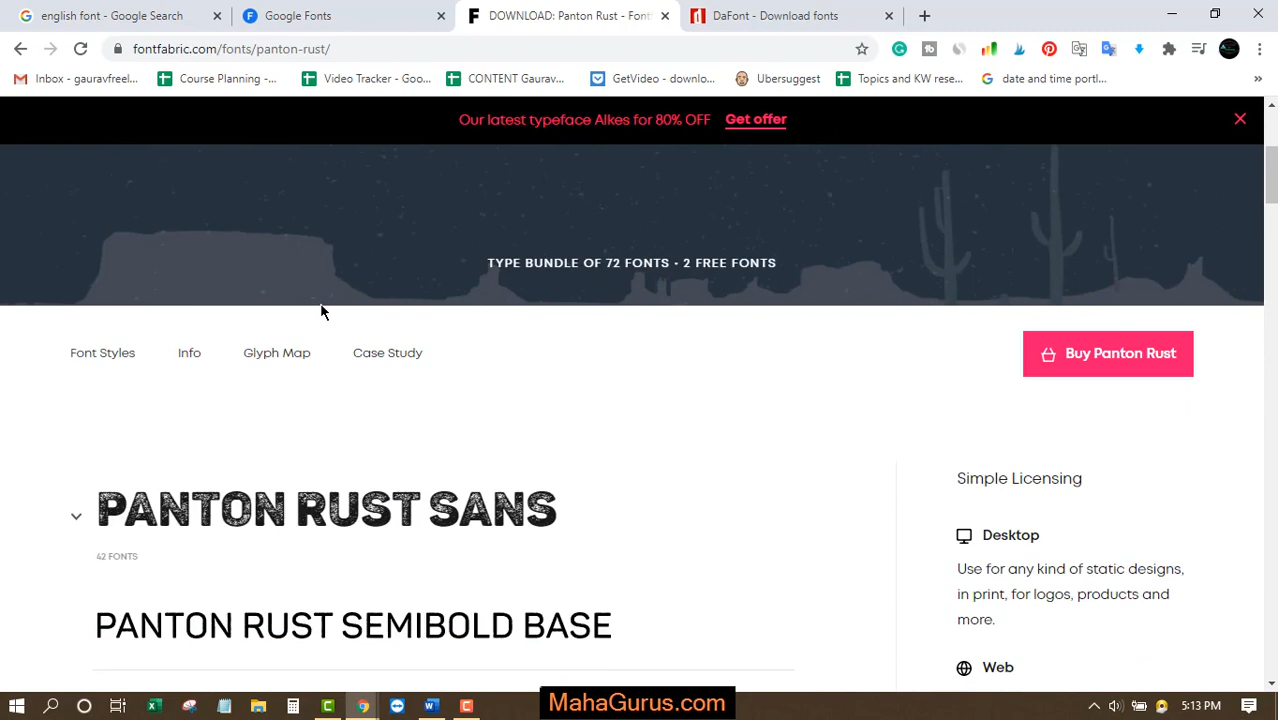 english font - Google Search
Google Fonts
DOWNLOAD: Panton Rust - Font
DaFont - Download fonts
fontfabric.com/fonts/panton-rust/
Inbox - gauravfreel...
Course Planning -...
Video Tracker - Goo...
CONTENT Gaurav...
GetVideo - downlo...
Ubersuggest
Topics and KW rese...
date and time portl...
Our latest typeface Alkes for 80% OFF Get offer
TYPE BUNDLE OF 72 FONTS • 2 FREE FONTS
Font Styles
Info
Glyph Map
Case Study
Buy Panton Rust
PANTON RUST SANS
42 FONTS
PANTON RUST SEMIBOLD BASE
Simple Licensing
Desktop
Use for any kind of static designs,
in print, for logos, products and
more.
Web
MahaGurus.com
5:13 PM